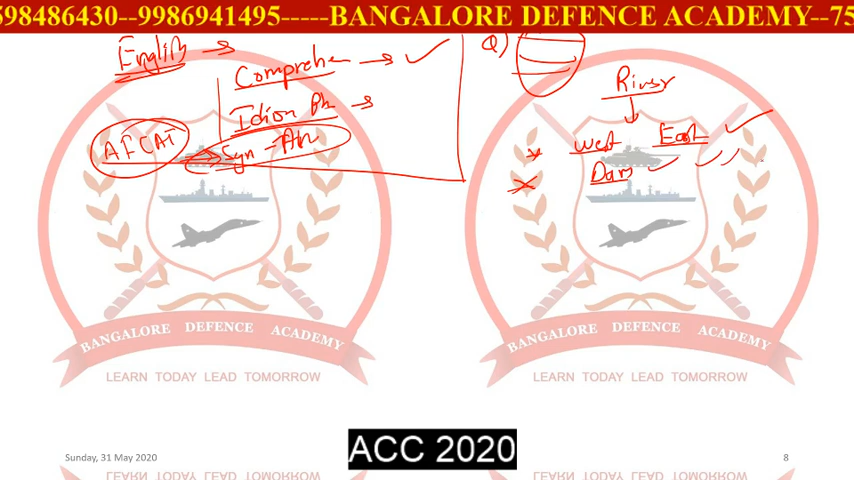 598486430--9986941495-----BANGALORE DEFENCE ACADEMY--75
English →
Comprehen → ✓
Idiom Ph →
AFCAT → Syn - An
Q)
River
↓
West East ✓
Dam ✓ ✓
BANGALORE DEFENCE ACADEMY
LEARN TODAY LEAD TOMORROW
BANGALORE DEFENCE ACADEMY
LEARN TODAY LEAD TOMORROW
Sunday, 31 May 2020
ACC 2020
8
LEARN TODAY LEAD TOMORROW
LEARN TODAY LEAD TOMORROW